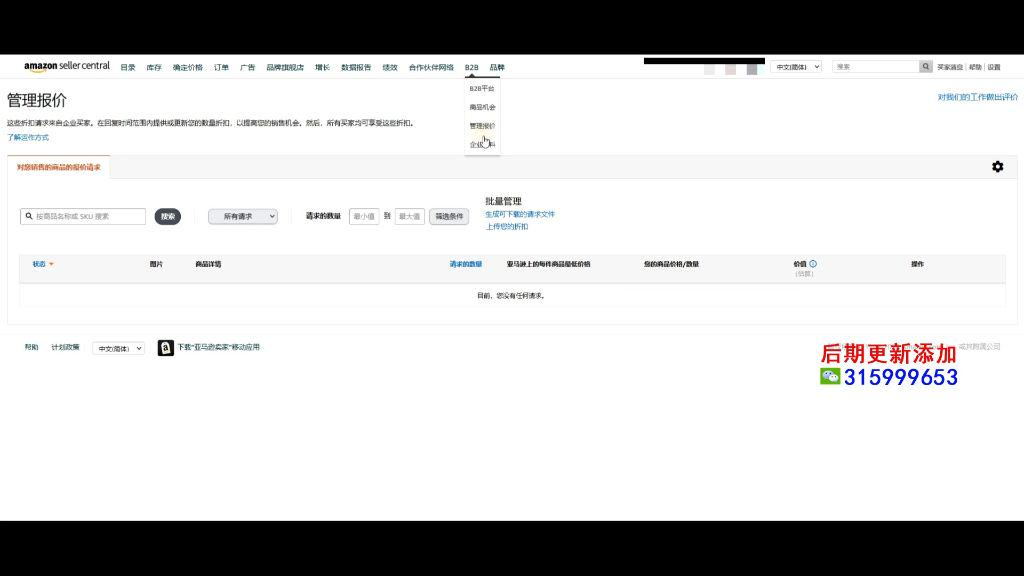 amazon seller central 目录 库存 确定价格 订单 广告 品牌旗舰店 增长 数据报告 绩效 合作伙伴网络 B2B 品牌 中文(简体) 搜索 买家消息 帮助 设置
B2B平台
商品机会
管理报价
管理报价 对我们的工作做出评价
这些折扣请求来自企业买家。在回复时间范围内提供或更新您的数量折扣，以提高您的销售机会。然后，所有买家均可享受这些折扣。
了解运作方式
对您销售的商品的报价请求
批量管理
按商品名称或 SKU 搜索 搜索 所有请求 请求的数量 最小值 到 最大值 筛选条件 生成可下载的请求文件
上传您的折扣
状态 图片 商品详情 请求的数量 亚马逊上的每件商品最低价格 您的商品价格/数量 价值 操作
(估算)
目前，您没有任何请求。
帮助 计划政策 中文(简体) 下载“亚马逊卖家”移动应用 或其附属公司
后期更新添加
315999653